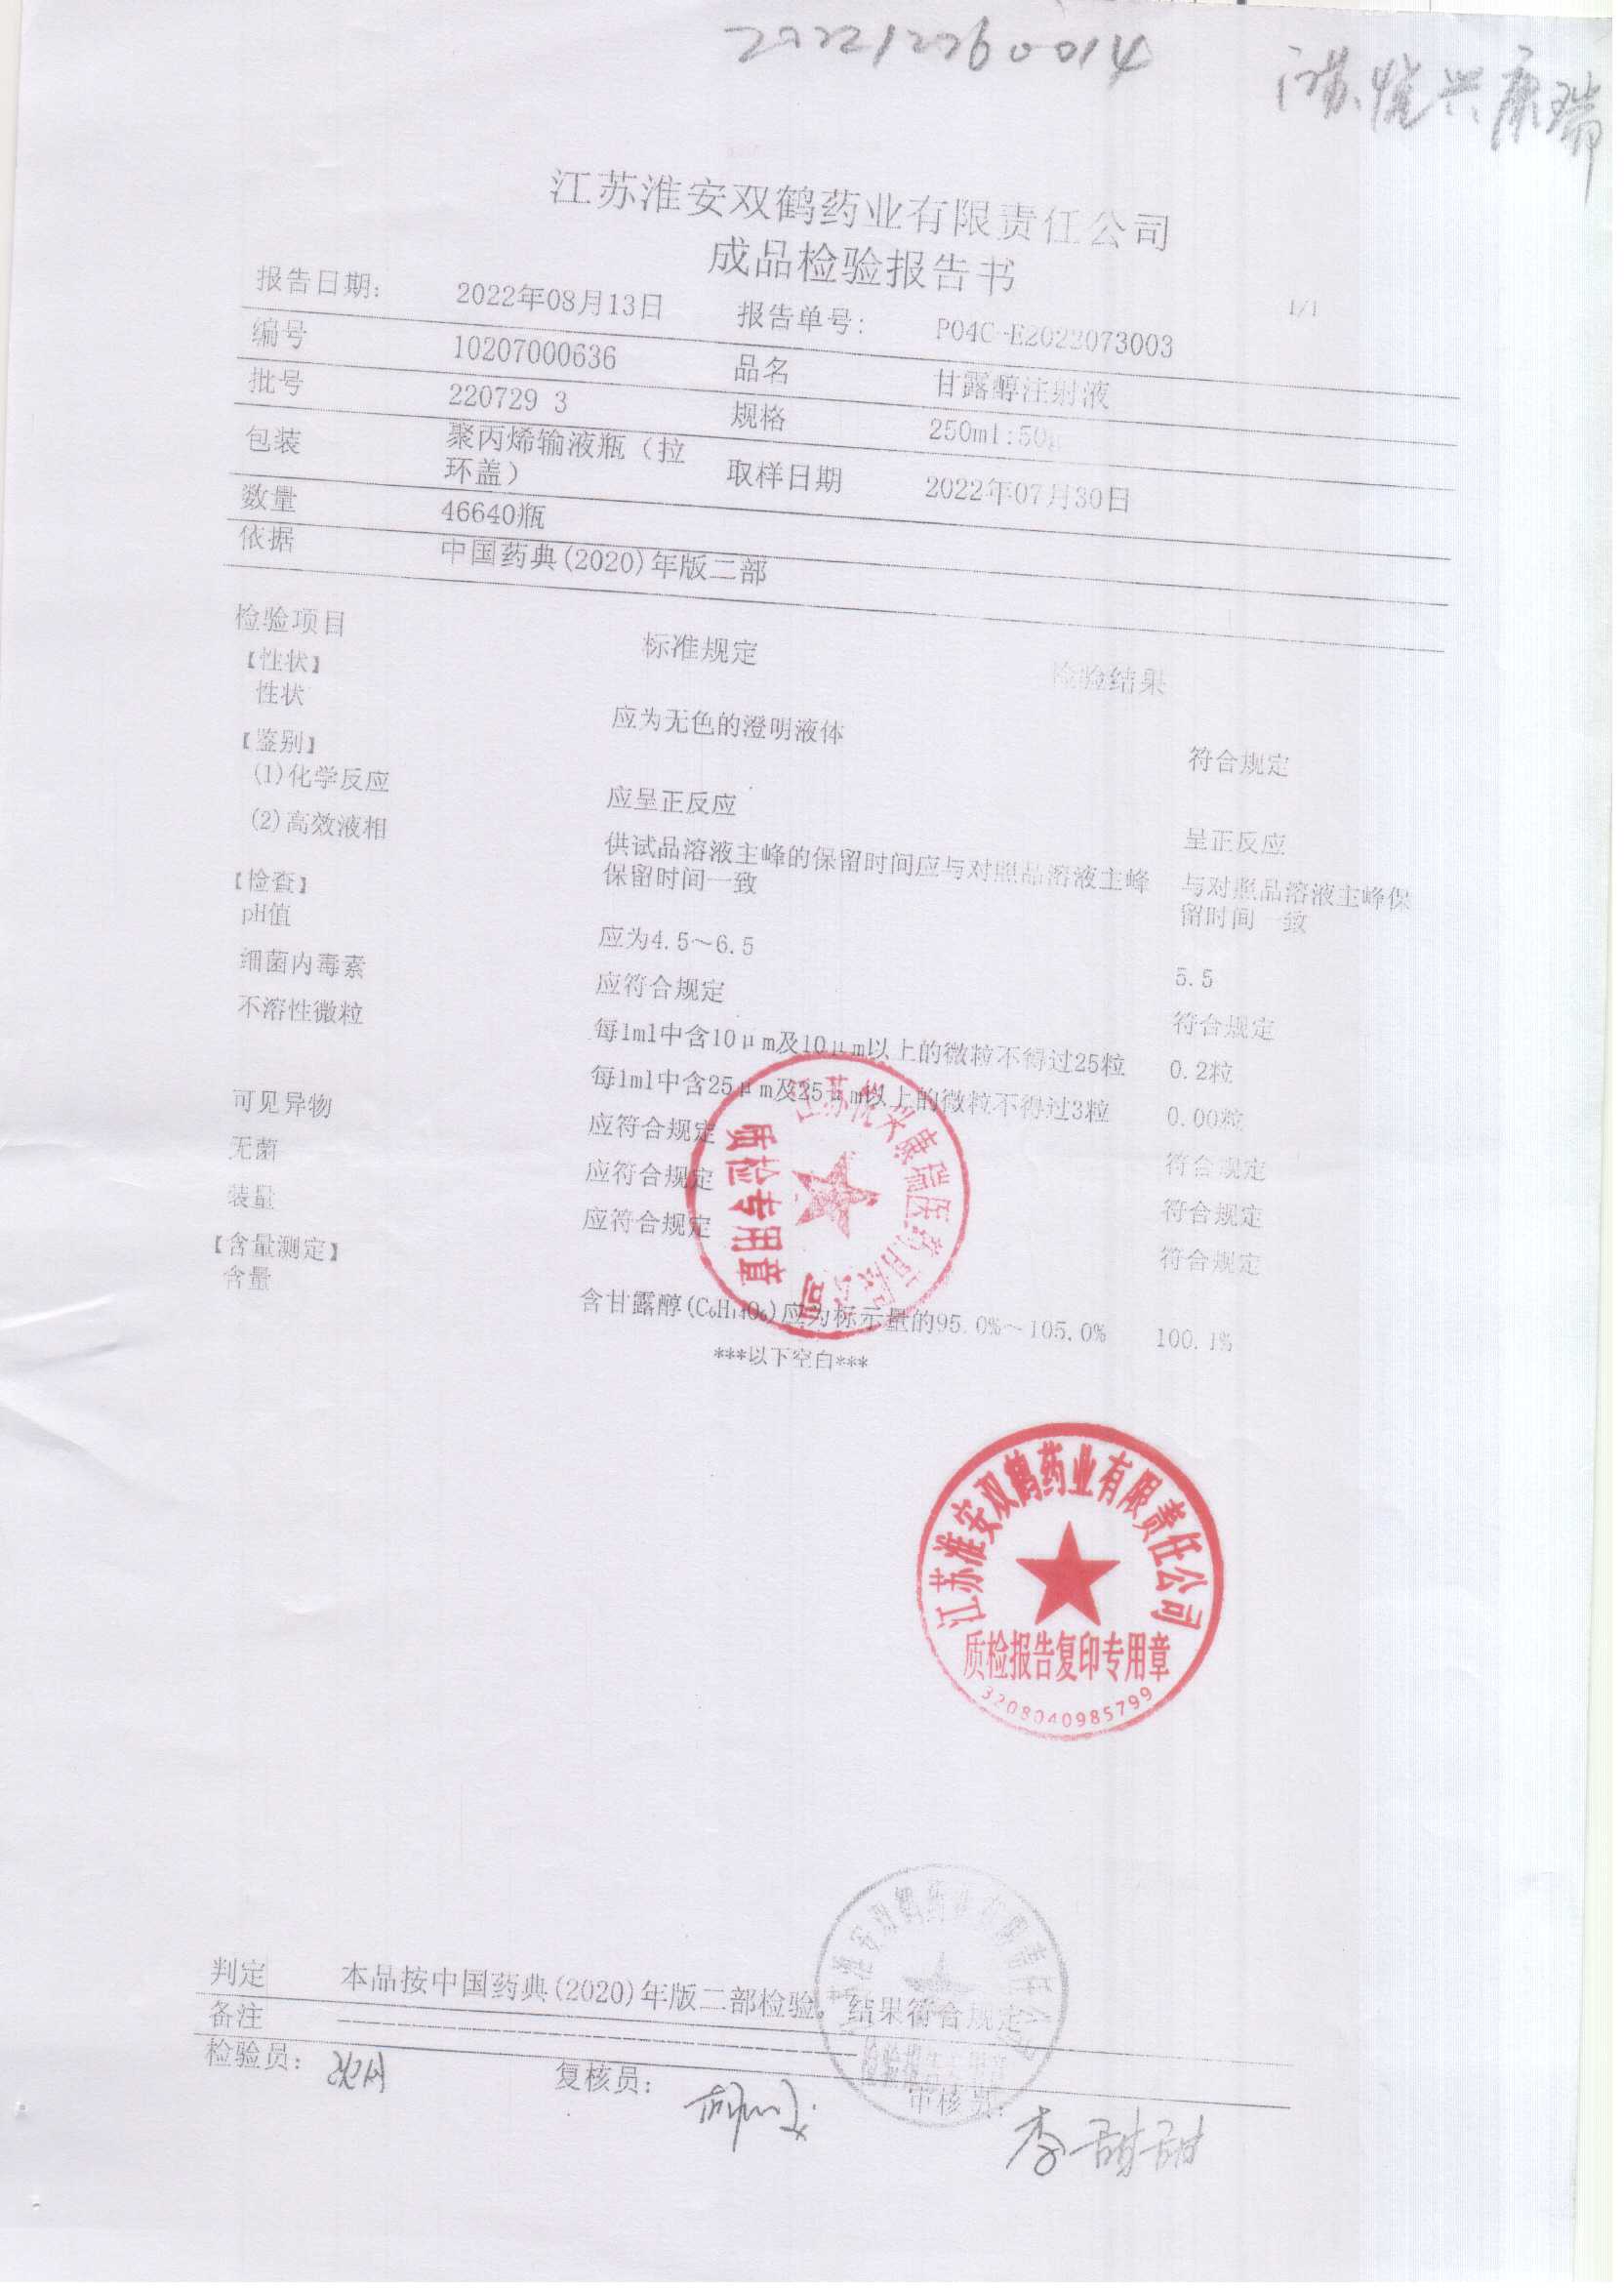 202212260014
江苏悦兴康瑞
江苏淮安双鹤药业有限责任公司
成品检验报告书
1/1
报告日期: 2022年08月13日 报告单号: P04C-E2022073003
编号 10207000636 品名 甘露醇注射液
批号 220729 3 规格 250ml:50g
包装 聚丙烯输液瓶（拉环盖） 取样日期 2022年07月30日
数量 46640瓶
依据 中国药典(2020)年版二部
检验项目 标准规定 检验结果
【性状】
性状 应为无色的澄明液体 符合规定
【鉴别】
(1)化学反应 应呈正反应 呈正反应
(2)高效液相 供试品溶液主峰的保留时间应与对照品溶液主峰 与对照品溶液主峰保
保留时间一致 留时间一致
【检查】
pH值 应为4.5～6.5 5.5
细菌内毒素 应符合规定 符合规定
不溶性微粒 每1ml中含10μm及10μm以上的微粒不得过25粒 0.2粒
每1ml中含25μm及25μm以上的微粒不得过3粒 0.00粒
可见异物 应符合规定 符合规定
无菌 应符合规定 符合规定
装量 应符合规定 符合规定
【含量测定】
含量 含甘露醇(C₆H₁₄O₆)应为标示量的95.0%～105.0% 100.1%
***以下空白***
质检专用章
江苏淮安双鹤药业有限责任公司
质检报告复印专用章
3208040985799
判定 本品按中国药典(2020)年版二部检验，结果符合规定
备注
检验员: 复核员: 审核员: 李甜甜